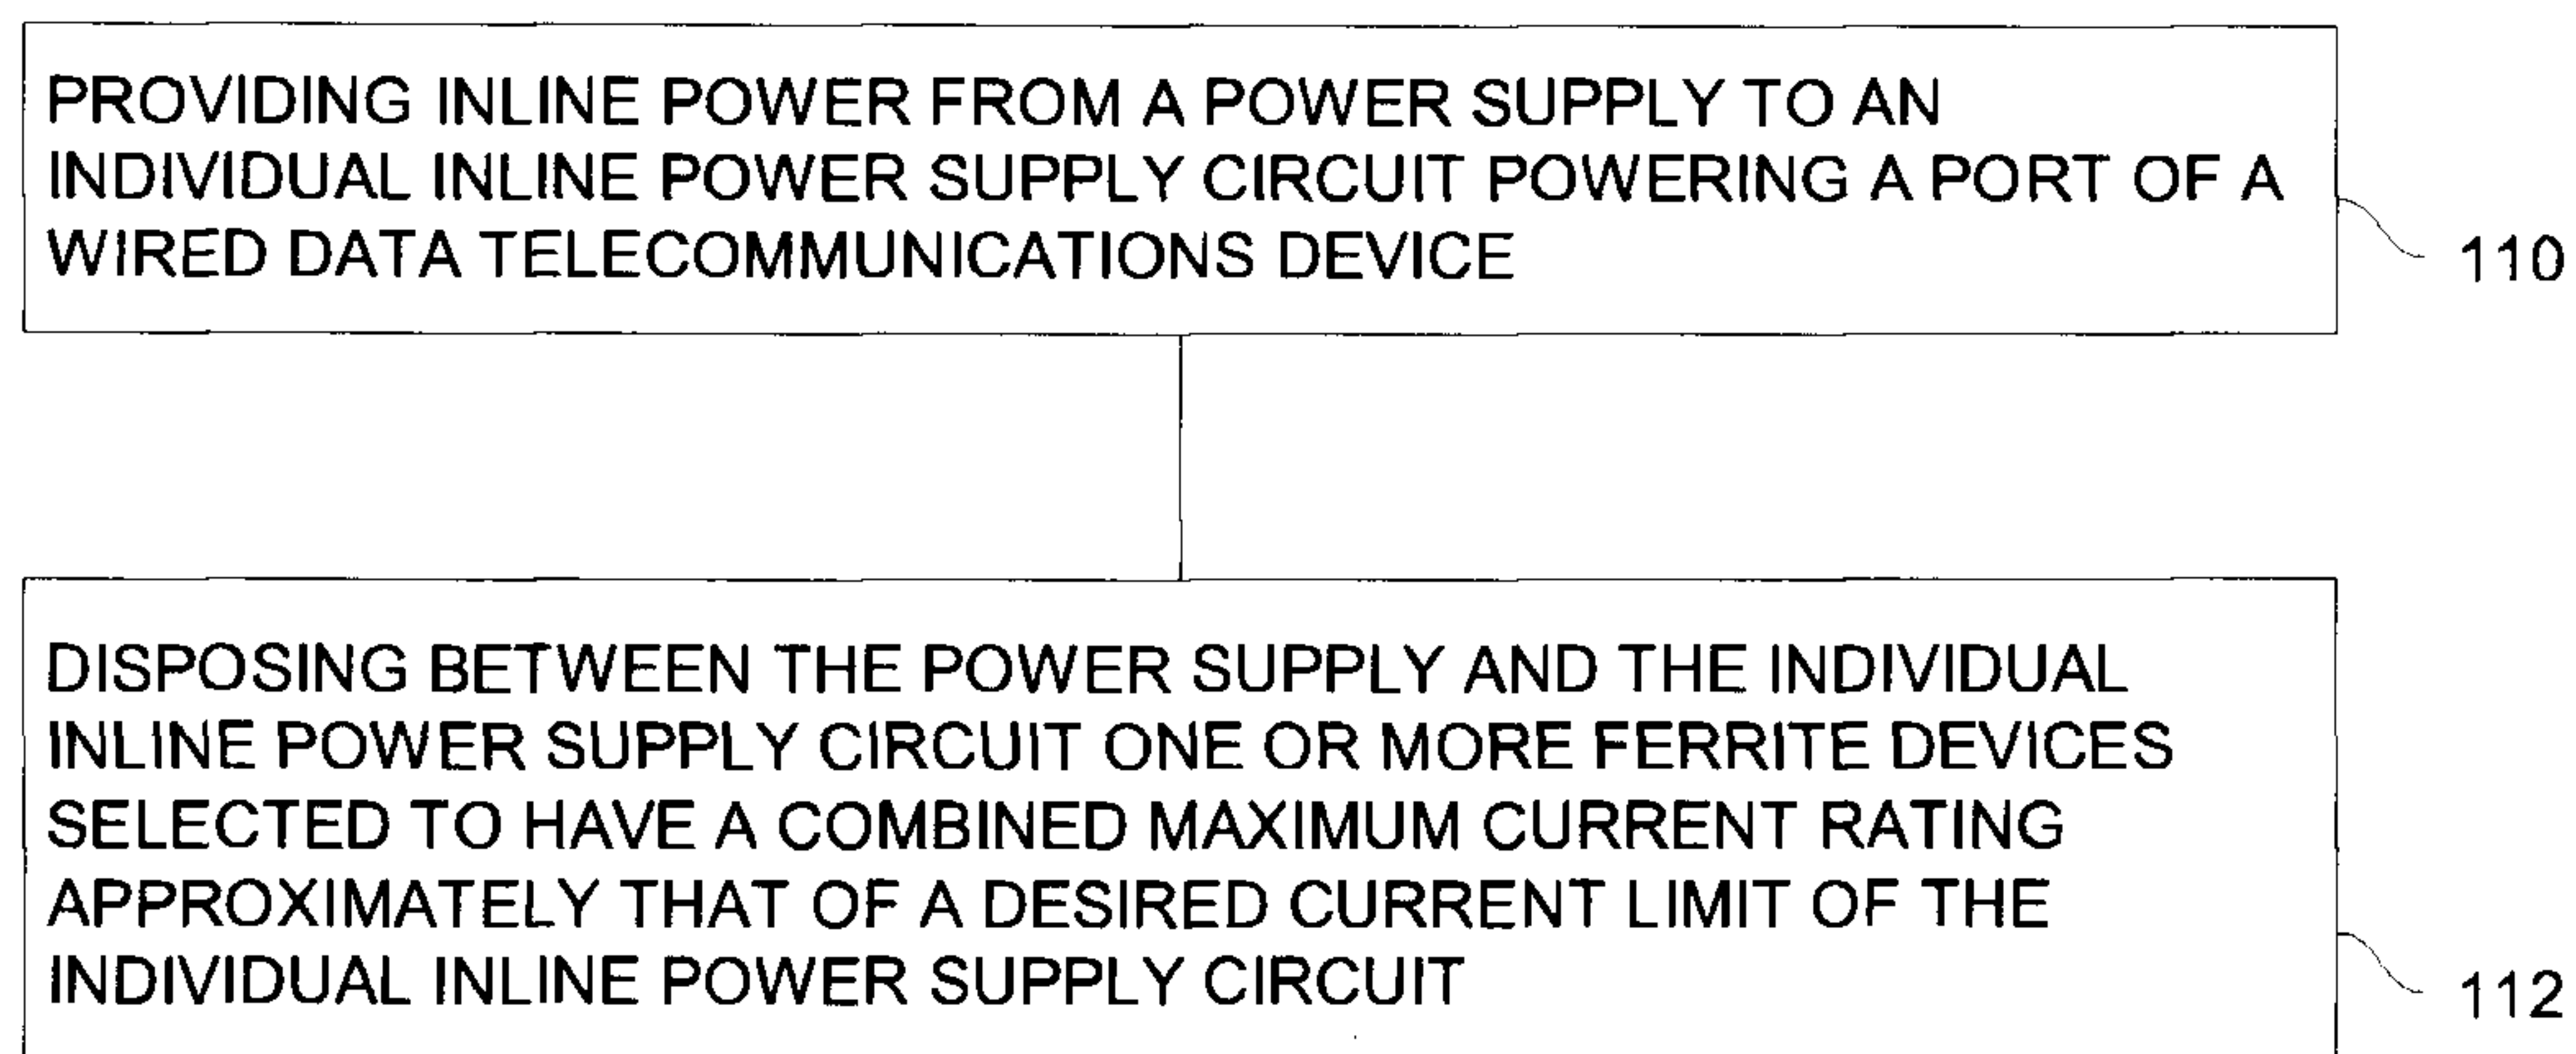 PROVIDING INLINE POWER FROM A POWER SUPPLY TO AN
INDIVIDUAL INLINE POWER SUPPLY CIRCUIT POWERING A PORT OF A
WIRED DATA TELECOMMUNICATIONS DEVICE
110
DISPOSING BETWEEN THE POWER SUPPLY AND THE INDIVIDUAL
INLINE POWER SUPPLY CIRCUIT ONE OR MORE FERRITE DEVICES
SELECTED TO HAVE A COMBINED MAXIMUM CURRENT RATING
APPROXIMATELY THAT OF A DESIRED CURRENT LIMIT OF THE
INDIVIDUAL INLINE POWER SUPPLY CIRCUIT
112